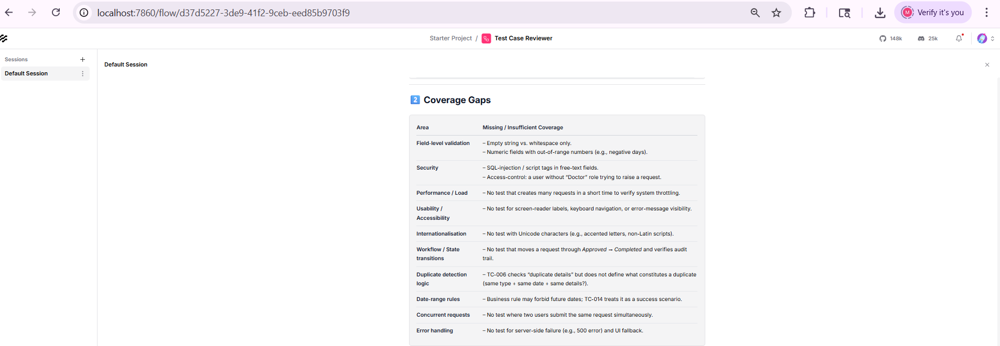 localhost:7860/flow/d37d5227-3de9-41f2-9ceb-eed85b9703f9
M Verify it's you
Starter Project / Test Case Reviewer
148k 25k
Sessions +
Default Session
Default Session
2 Coverage Gaps
Area Missing / Insufficient Coverage
Field-level validation – Empty string vs. whitespace only.
– Numeric fields with out-of-range numbers (e.g., negative days).
Security – SQL-injection / script tags in free-text fields.
– Access-control: a user without “Doctor” role trying to raise a request.
Performance / Load – No test that creates many requests in a short time to verify system throttling.
Usability / – No test for screen-reader labels, keyboard navigation, or error-message visibility.
Accessibility
Internationalisation – No test with Unicode characters (e.g., accented letters, non-Latin scripts).
Workflow / State – No test that moves a request through Approved → Completed and verifies audit
transitions trail.
Duplicate detection – TC-006 checks “duplicate details” but does not define what constitutes a duplicate
logic (same type + same date + same details?).
Date-range rules – Business rule may forbid future dates; TC-014 treats it as a success scenario.
Concurrent requests – No test where two users submit the same request simultaneously.
Error handling – No test for server-side failure (e.g., 500 error) and UI fallback.